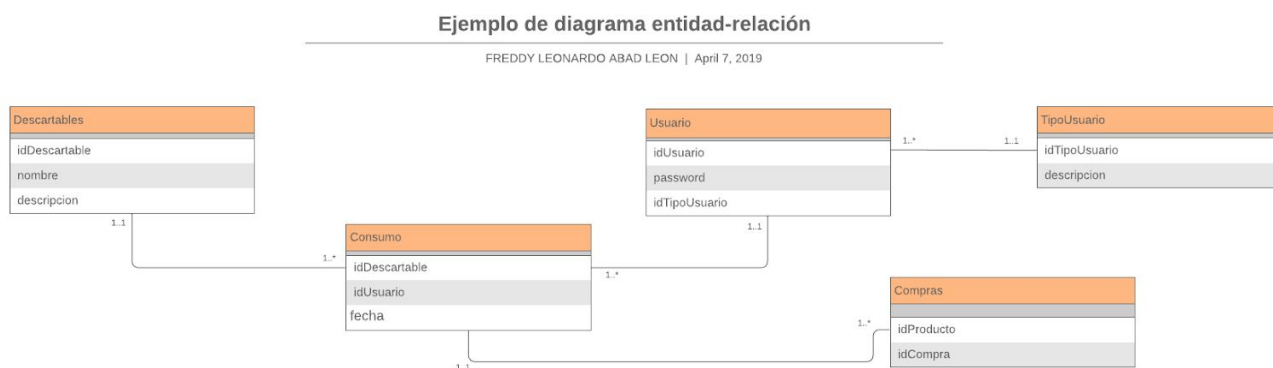 Ejemplo de diagrama entidad-relación
FREDDY LEONARDO ABAD LEON | April 7, 2019
Descartables
idDescartable
nombre
descripcion
1..1
Consumo
1..*
idDescartable
idUsuario
fecha
1..1
Usuario
idUsuario
password
idTipoUsuario
1..1
1..*
1..*
1..1
TipoUsuario
idTipoUsuario
descripcion
Compras
1..*
idProducto
idCompra